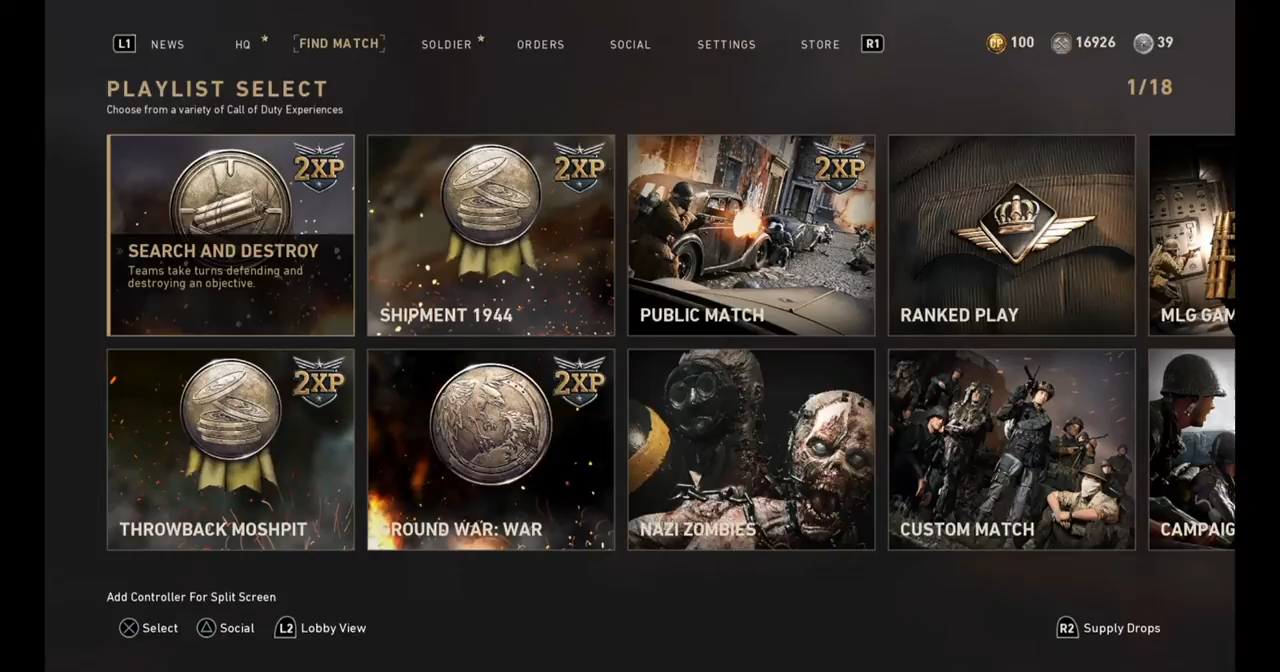 L1 NEWS HQ FIND MATCH SOLDIER ORDERS SOCIAL SETTINGS STORE R1 CP 100 16926 39
PLAYLIST SELECT 1/18
Choose from a variety of Call of Duty Experiences
2XP 2XP 2XP
SEARCH AND DESTROY
Teams take turns defending and
destroying an objective.
SHIPMENT 1944 PUBLIC MATCH RANKED PLAY MLG GAM
2XP 2XP
THROWBACK MOSHPIT GROUND WAR: WAR NAZI ZOMBIES CUSTOM MATCH CAMPAIG
Add Controller For Split Screen
Select Social L2 Lobby View R2 Supply Drops